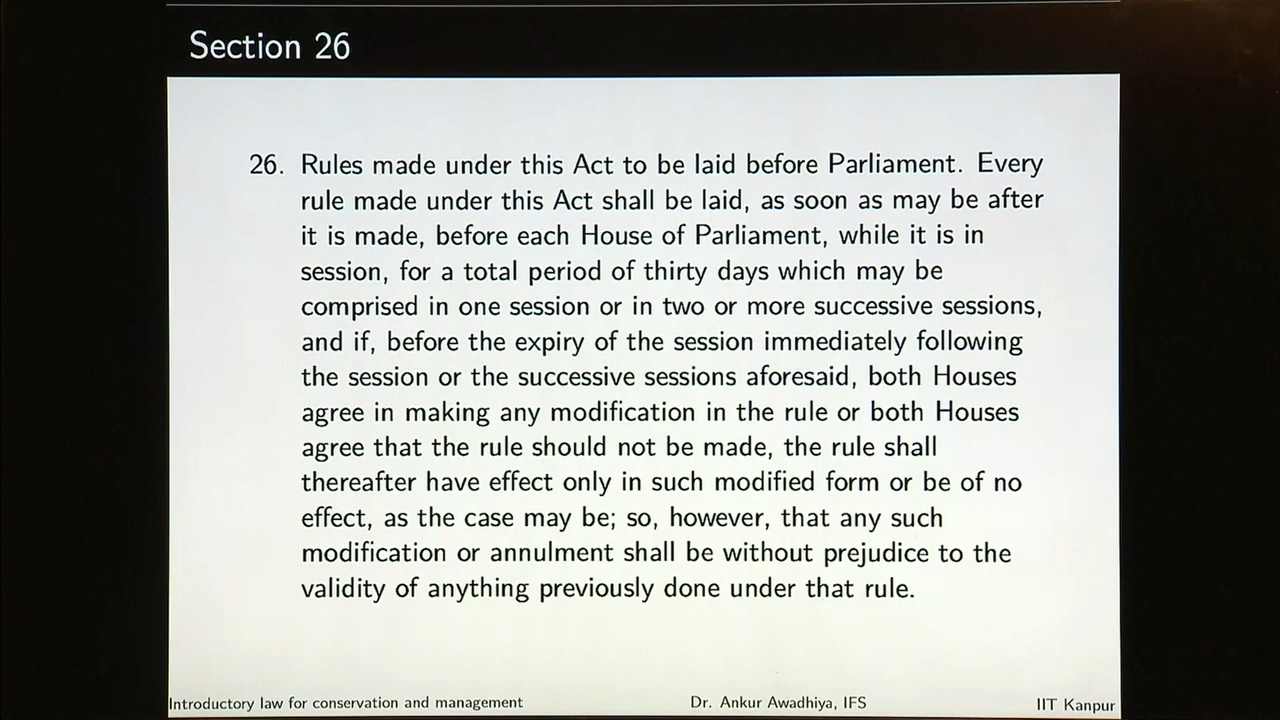 Section 26
26. Rules made under this Act to be laid before Parliament. Every
rule made under this Act shall be laid, as soon as may be after
it is made, before each House of Parliament, while it is in
session, for a total period of thirty days which may be
comprised in one session or in two or more successive sessions,
and if, before the expiry of the session immediately following
the session or the successive sessions aforesaid, both Houses
agree in making any modification in the rule or both Houses
agree that the rule should not be made, the rule shall
thereafter have effect only in such modified form or be of no
effect, as the case may be; so, however, that any such
modification or annulment shall be without prejudice to the
validity of anything previously done under that rule.
Introductory law for conservation and management Dr. Ankur Awadhiya, IFS IIT Kanpur